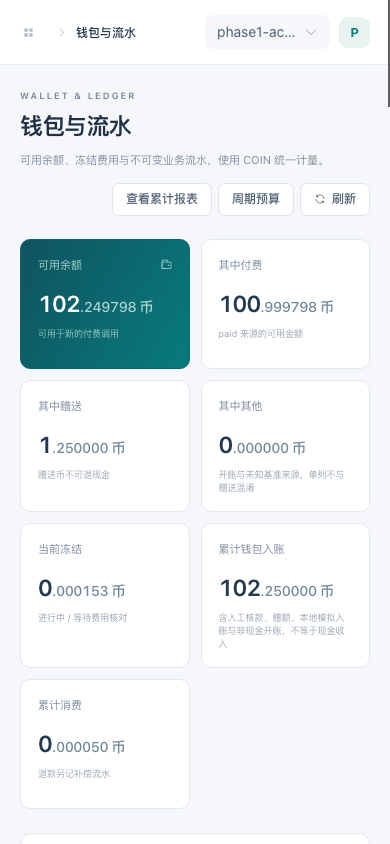 钱包与流水
phase1-ac...
P
WALLET & LEDGER
钱包与流水
可用余额、冻结费用与不可变业务流水，使用 COIN 统一计量。
查看累计报表
周期预算
刷新
可用余额
102.249798 币
可用于新的付费调用
其中付费
100.999798 币
paid 来源的可用金额
其中赠送
1.250000 币
赠送币不可退现金
其中其他
0.000000 币
开账与未知基准来源，单列不与
赠送混淆
当前冻结
0.000153 币
进行中 / 等待费用核对
累计钱包入账
102.250000 币
含人工核款、赠额、本地模拟入
账与非现金开账，不等于现金收
入
累计消费
0.000050 币
退款另记补偿流水